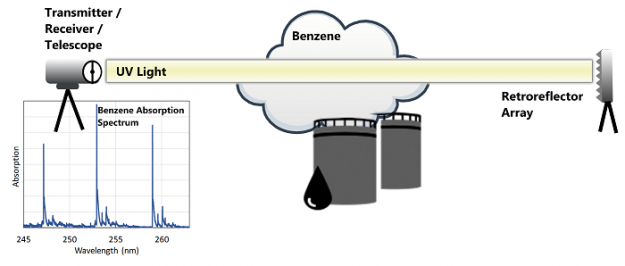 Transmitter /
Receiver /
Telescope
Benzene
UV Light
Retroreflector
Array
Benzene Absorption
Spectrum
Absorption
245 250 255 260
Wavelength (nm)